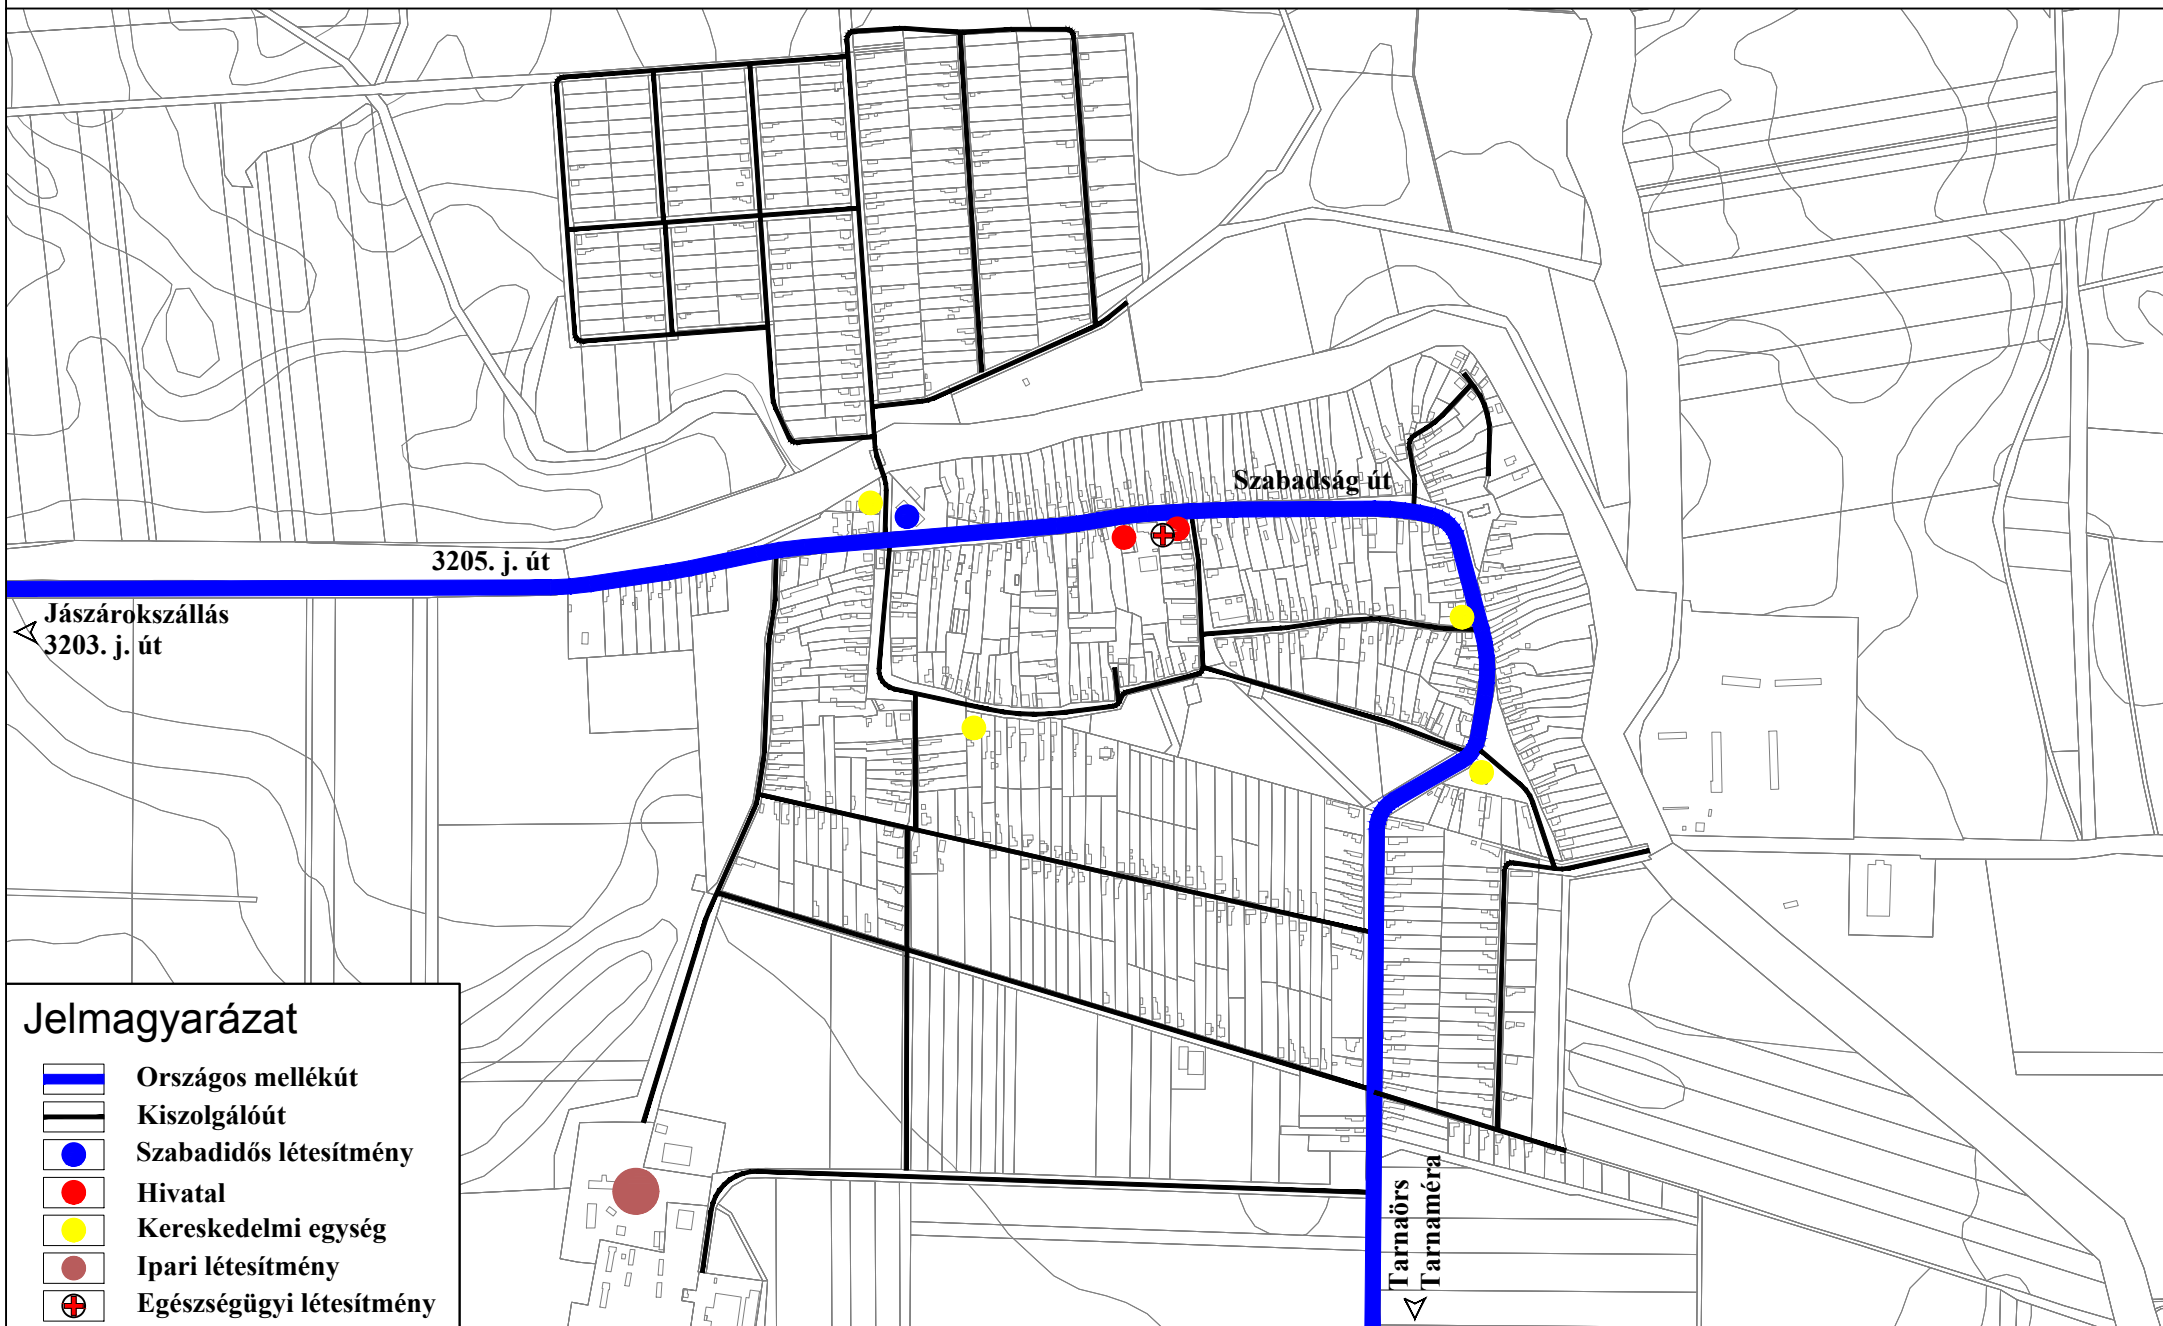 Szabadság út
3205. j. út
Jászárokszállás
3203. j. út
Tarnaörs
Tarnaméra
Jelmagyarázat
Országos mellékút
Kiszolgálóút
Szabadidős létesítmény
Hivatal
Kereskedelmi egység
Ipari létesítmény
Egészségügyi létesítmény